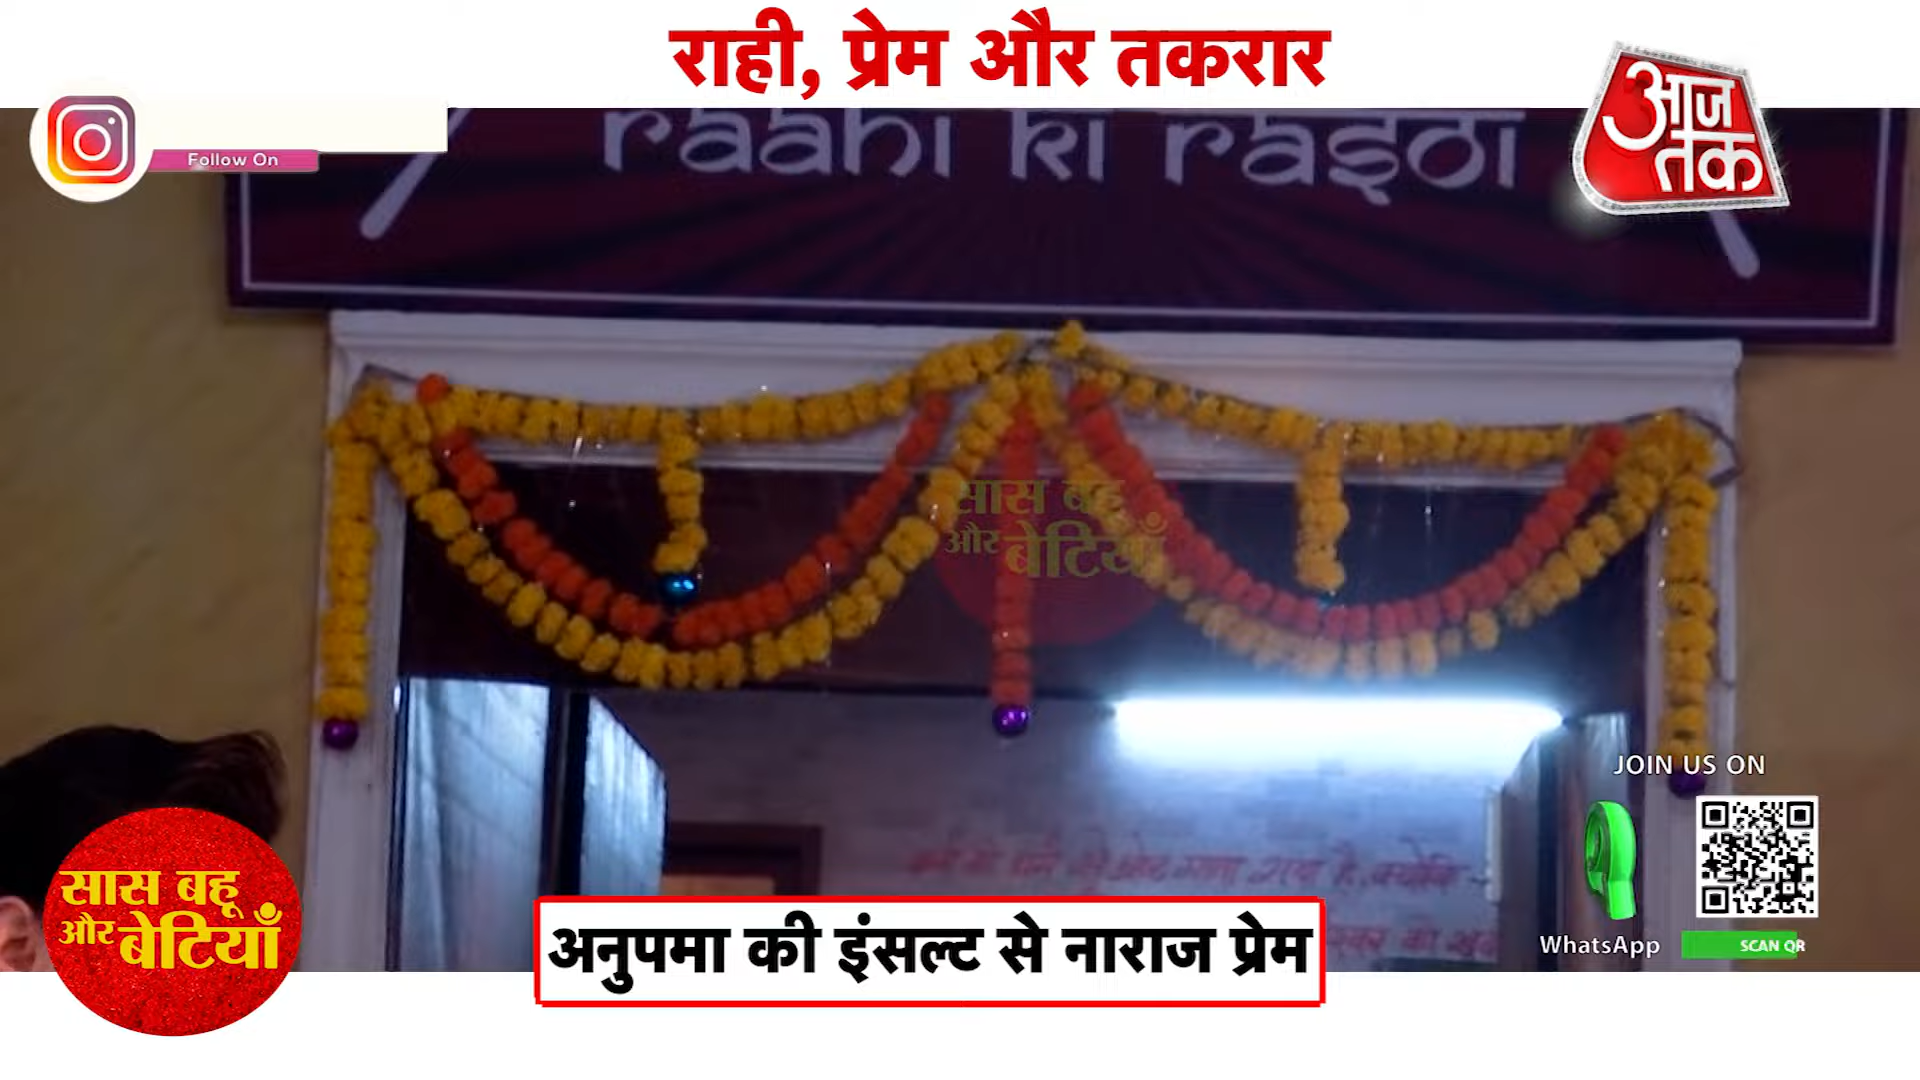 राही, प्रेम और तकरार
आज
तक
Follow On
raahi ki rasoi
सास बहू
और बेटियाँ
JOIN US ON
WhatsApp
SCAN QR
सास बहू
और बेटियाँ
अनुपमा की इंसल्ट से नाराज प्रेम